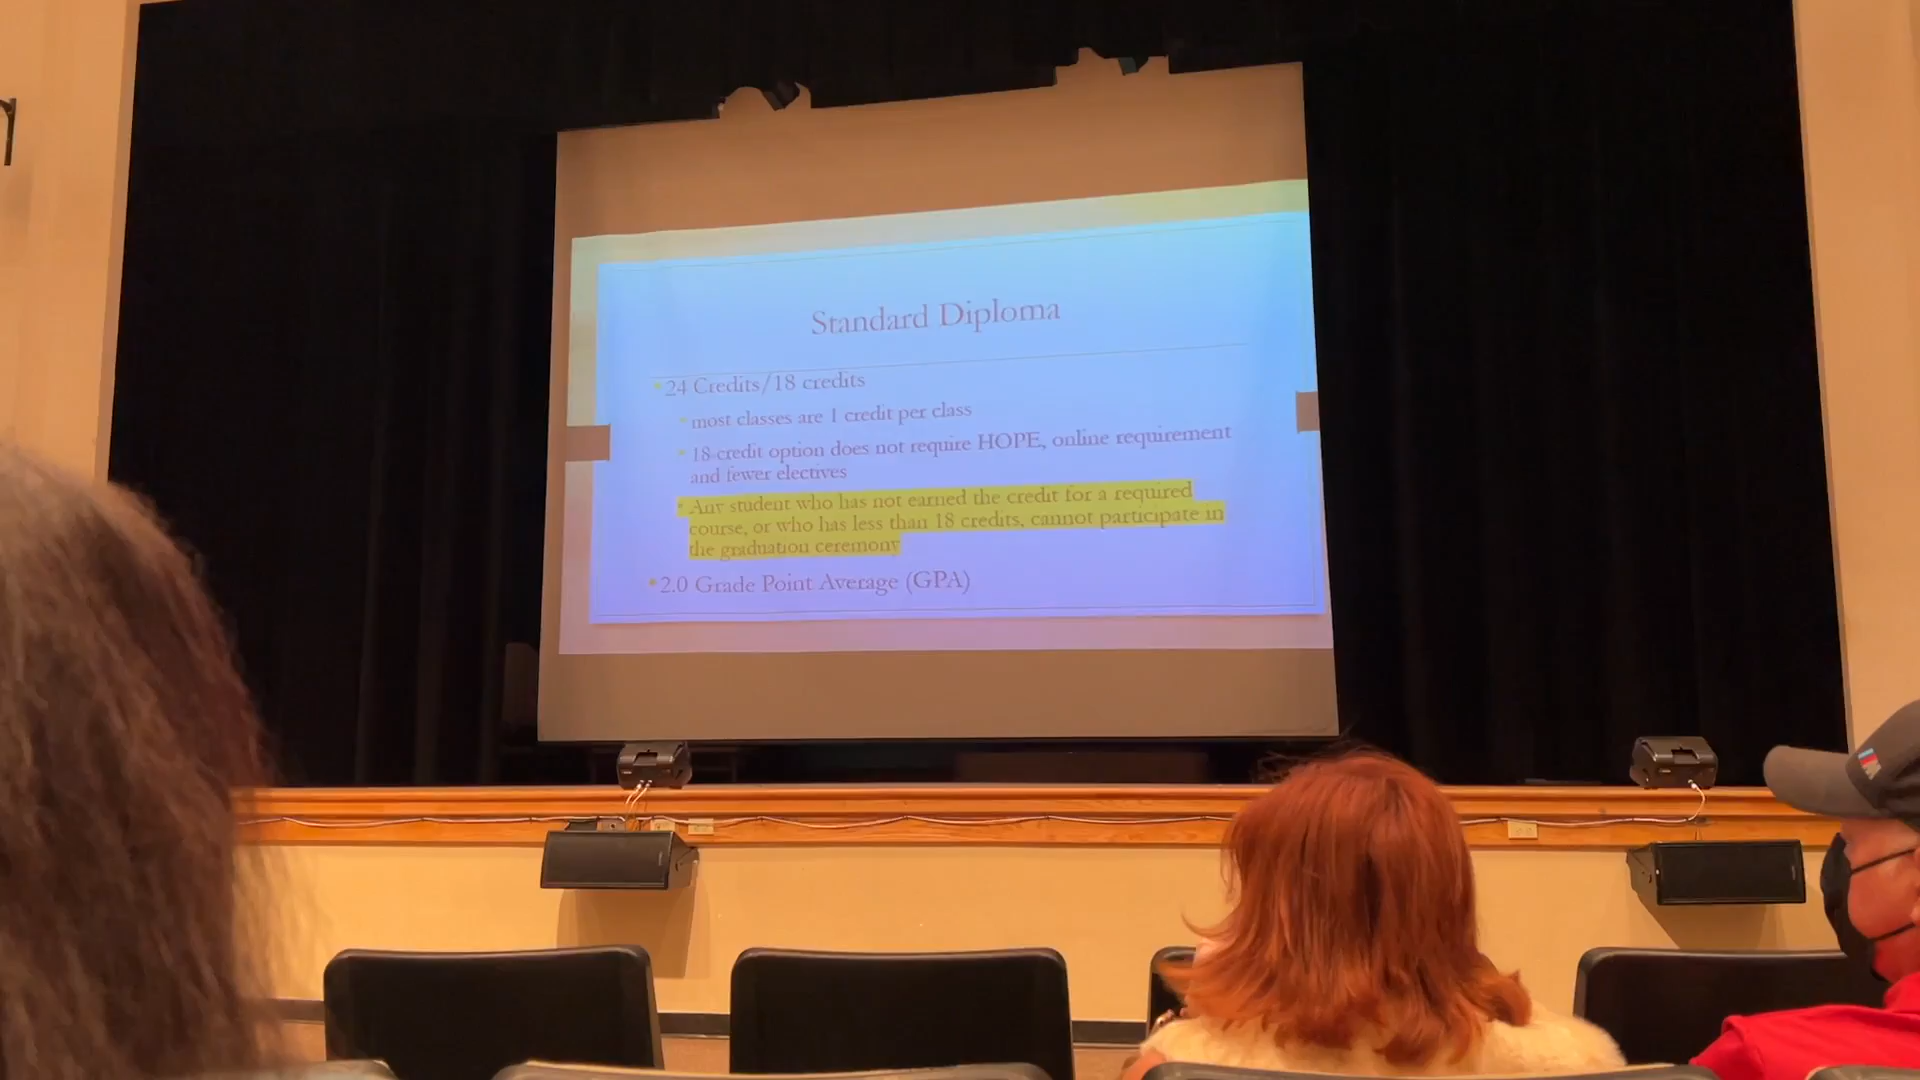 Standard Diploma
•24 Credits/18 credits
• most classes are 1 credit per class
• 18-credit option does not require HOPE, online requirement
and fewer electives
• Any student who has not earned the credit for a required
course, or who has less than 18 credits, cannot participate in
the graduation ceremony
•2.0 Grade Point Average (GPA)